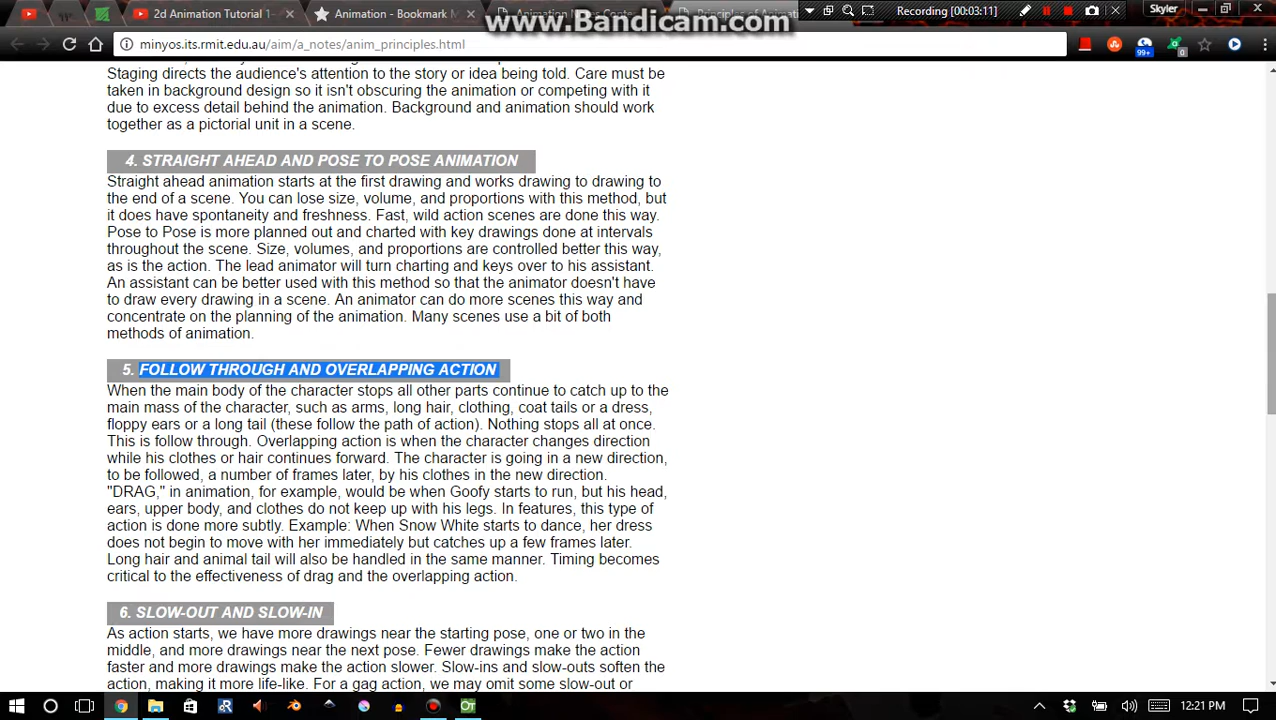 2d Animation Tutorial 1-
Animation - Bookmark M
Animation Notes Conte
Principles of Animati
www.Bandicam.com
Recording [00:03:11]
Skyler
minyos.its.rmit.edu.au/aim/a_notes/anim_principles.html
99+
0
Staging directs the audience's attention to the story or idea being told. Care must be
taken in background design so it isn't obscuring the animation or competing with it
due to excess detail behind the animation. Background and animation should work
together as a pictorial unit in a scene.
4. STRAIGHT AHEAD AND POSE TO POSE ANIMATION
Straight ahead animation starts at the first drawing and works drawing to drawing to
the end of a scene. You can lose size, volume, and proportions with this method, but
it does have spontaneity and freshness. Fast, wild action scenes are done this way.
Pose to Pose is more planned out and charted with key drawings done at intervals
throughout the scene. Size, volumes, and proportions are controlled better this way,
as is the action. The lead animator will turn charting and keys over to his assistant.
An assistant can be better used with this method so that the animator doesn't have
to draw every drawing in a scene. An animator can do more scenes this way and
concentrate on the planning of the animation. Many scenes use a bit of both
methods of animation.
5. FOLLOW THROUGH AND OVERLAPPING ACTION
When the main body of the character stops all other parts continue to catch up to the
main mass of the character, such as arms, long hair, clothing, coat tails or a dress,
floppy ears or a long tail (these follow the path of action). Nothing stops all at once.
This is follow through. Overlapping action is when the character changes direction
while his clothes or hair continues forward. The character is going in a new direction,
to be followed, a number of frames later, by his clothes in the new direction.
"DRAG," in animation, for example, would be when Goofy starts to run, but his head,
ears, upper body, and clothes do not keep up with his legs. In features, this type of
action is done more subtly. Example: When Snow White starts to dance, her dress
does not begin to move with her immediately but catches up a few frames later.
Long hair and animal tail will also be handled in the same manner. Timing becomes
critical to the effectiveness of drag and the overlapping action.
6. SLOW-OUT AND SLOW-IN
As action starts, we have more drawings near the starting pose, one or two in the
middle, and more drawings near the next pose. Fewer drawings make the action
faster and more drawings make the action slower. Slow-ins and slow-outs soften the
action, making it more life-like. For a gag action, we may omit some slow-out or
12:21 PM